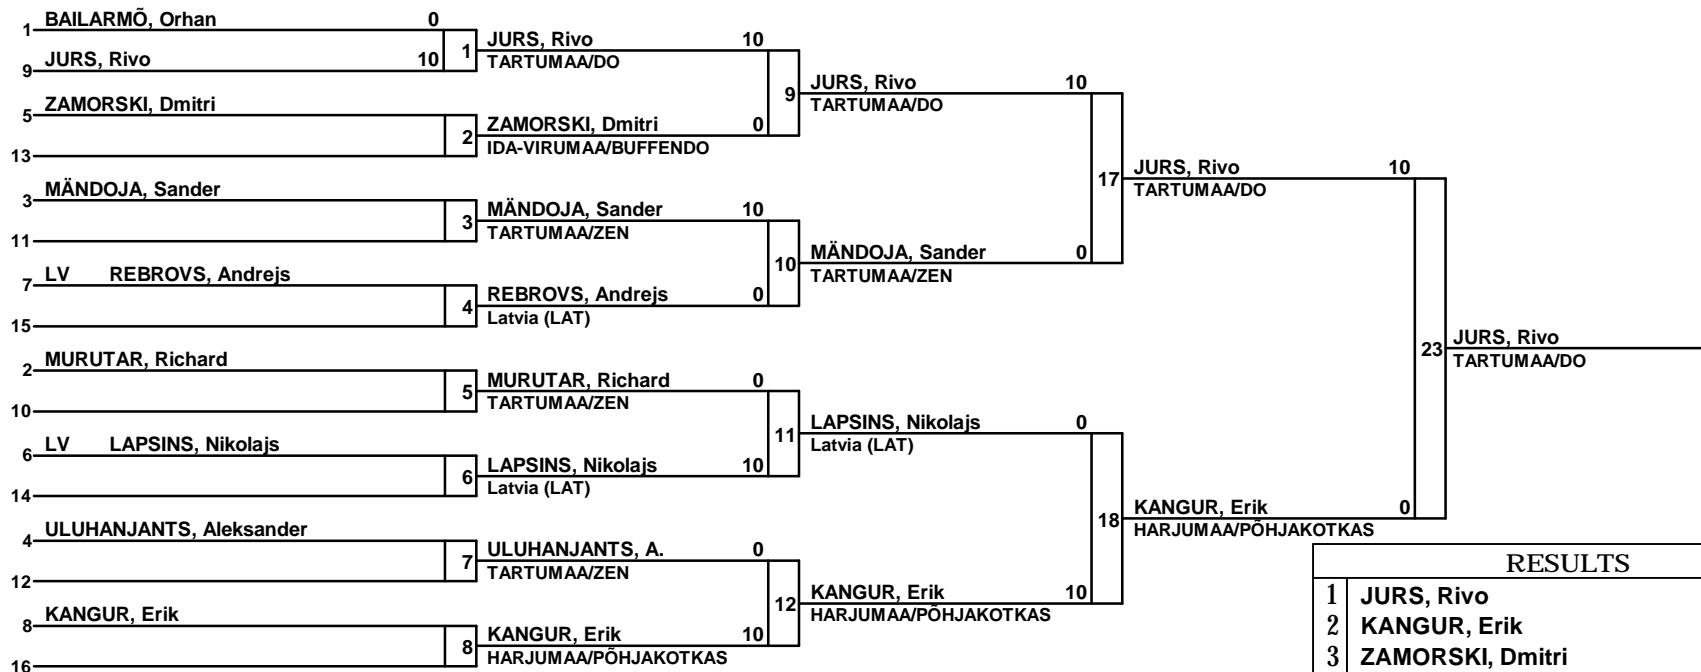 1 BAILARMÕ, Orhan 0
9 JURS, Rivo 10
1 JURS, Rivo 10
TARTUMAA/DO
5 ZAMORSKI, Dmitri
13
2 ZAMORSKI, Dmitri 0
IDA-VIRUMAA/BUFFENDO
9 JURS, Rivo 10
TARTUMAA/DO
3 MÄNDOJA, Sander
11
3 MÄNDOJA, Sander 10
TARTUMAA/ZEN
7 LV REBROVS, Andrejs
15
4 REBROVS, Andrejs 0
Latvia (LAT)
10 MÄNDOJA, Sander 0
TARTUMAA/ZEN
17 JURS, Rivo 10
TARTUMAA/DO
2 MURUTAR, Richard
10
5 MURUTAR, Richard 0
TARTUMAA/ZEN
6 LV LAPSINS, Nikolajs
14
6 LAPSINS, Nikolajs 10
Latvia (LAT)
11 LAPSINS, Nikolajs 0
Latvia (LAT)
4 ULUHANJANTS, Aleksander
12
7 ULUHANJANTS, A. 0
TARTUMAA/ZEN
8 KANGUR, Erik
16
8 KANGUR, Erik 10
HARJUMAA/PÕHJAKOTKAS
12 KANGUR, Erik 10
HARJUMAA/PÕHJAKOTKAS
18 KANGUR, Erik 0
HARJUMAA/PÕHJAKOTKAS
23 JURS, Rivo
TARTUMAA/DO
RESULTS
1 JURS, Rivo
2 KANGUR, Erik
3 ZAMORSKI, Dmitri